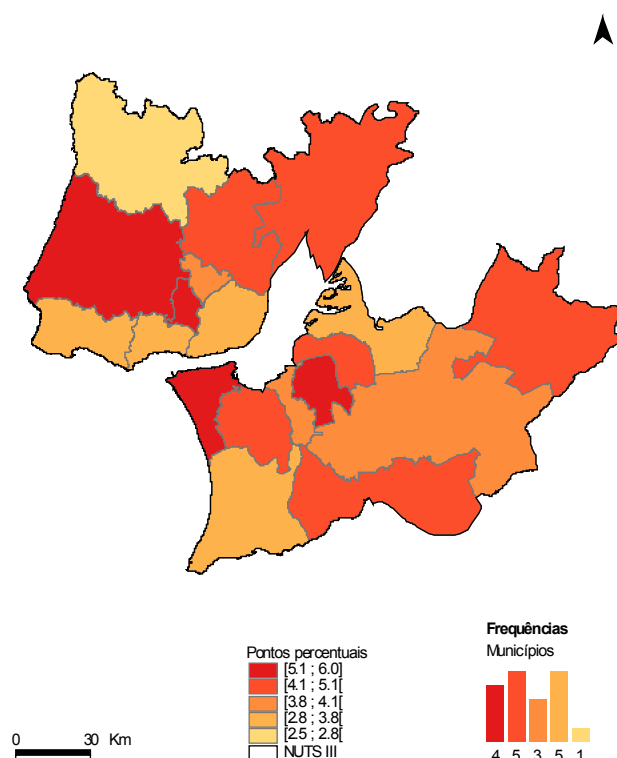 Pontos percentuais
[5.1 ; 6.0]
[4.1 ; 5.1[
[3.8 ; 4.1[
[2.8 ; 3.8[
[2.5 ; 2.8[
NUTS III
0 30 Km
Frequências
Municípios
4 5 3 5 1